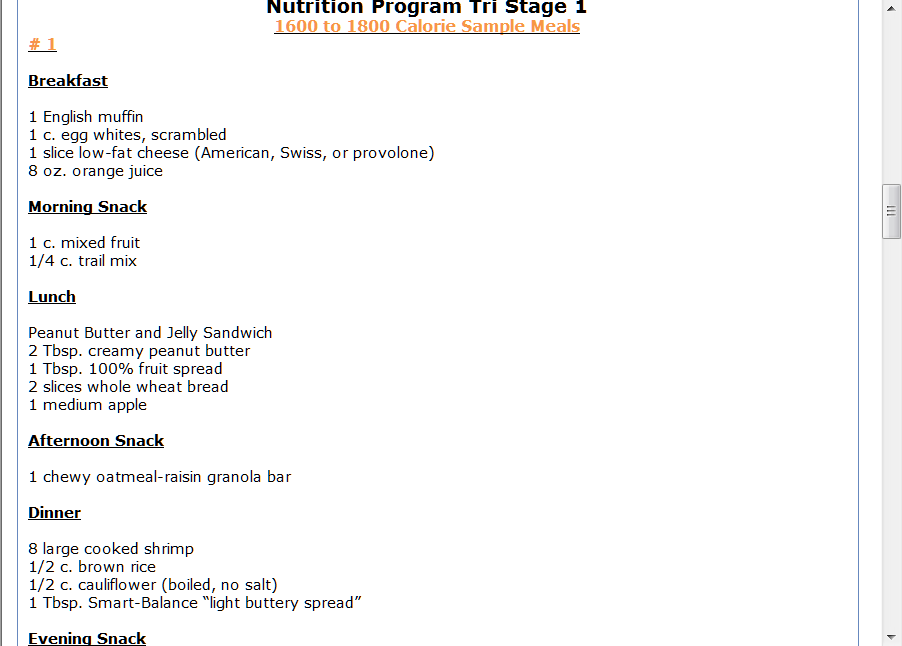 Nutrition Program Tri Stage 1
1600 to 1800 Calorie Sample Meals
# 1
Breakfast
1 English muffin
1 c. egg whites, scrambled
1 slice low-fat cheese (American, Swiss, or provolone)
8 oz. orange juice
Morning Snack
1 c. mixed fruit
1/4 c. trail mix
Lunch
Peanut Butter and Jelly Sandwich
2 Tbsp. creamy peanut butter
1 Tbsp. 100% fruit spread
2 slices whole wheat bread
1 medium apple
Afternoon Snack
1 chewy oatmeal-raisin granola bar
Dinner
8 large cooked shrimp
1/2 c. brown rice
1/2 c. cauliflower (boiled, no salt)
1 Tbsp. Smart-Balance “light buttery spread”
Evening Snack